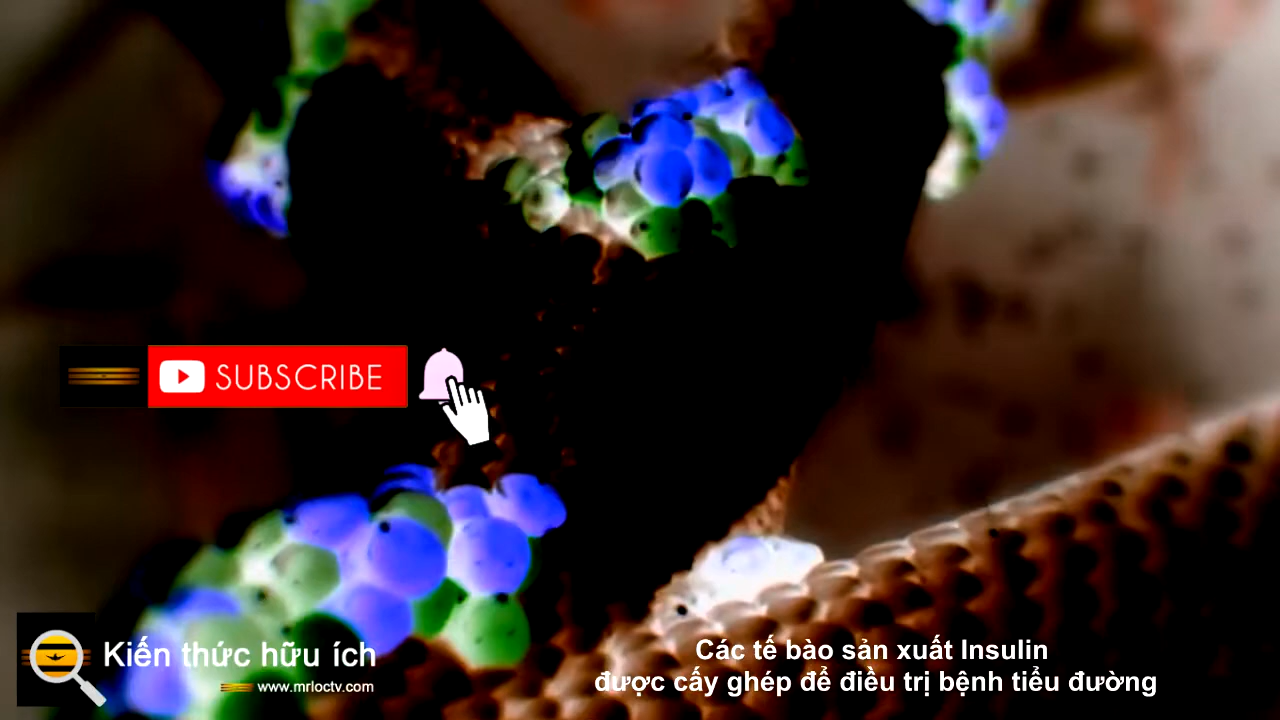 SUBSCRIBE
Kiến thức hữu ích
www.mrloctv.com
Các tế bào sản xuất Insulin
được cấy ghép để điều trị bệnh tiểu đường